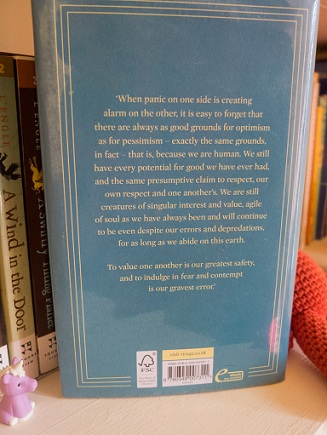 ‘When panic on one side is creating
alarm on the other, it is easy to forget that
there are always as good grounds for optimism
as for pessimism – exactly the same grounds,
in fact – that is, because we are human. We still
have every potential for good we have ever had,
and the same presumptive claim to respect, our
own respect and one another’s. We are still
creatures of singular interest and value, agile
of soul as we have always been and will continue
to be even despite our errors and depredations,
for as long as we abide on this earth.
To value one another is our greatest safety,
and to indulge in fear and contempt
is our gravest error.’
L'ENGLE
A Wind in the Door
FSC